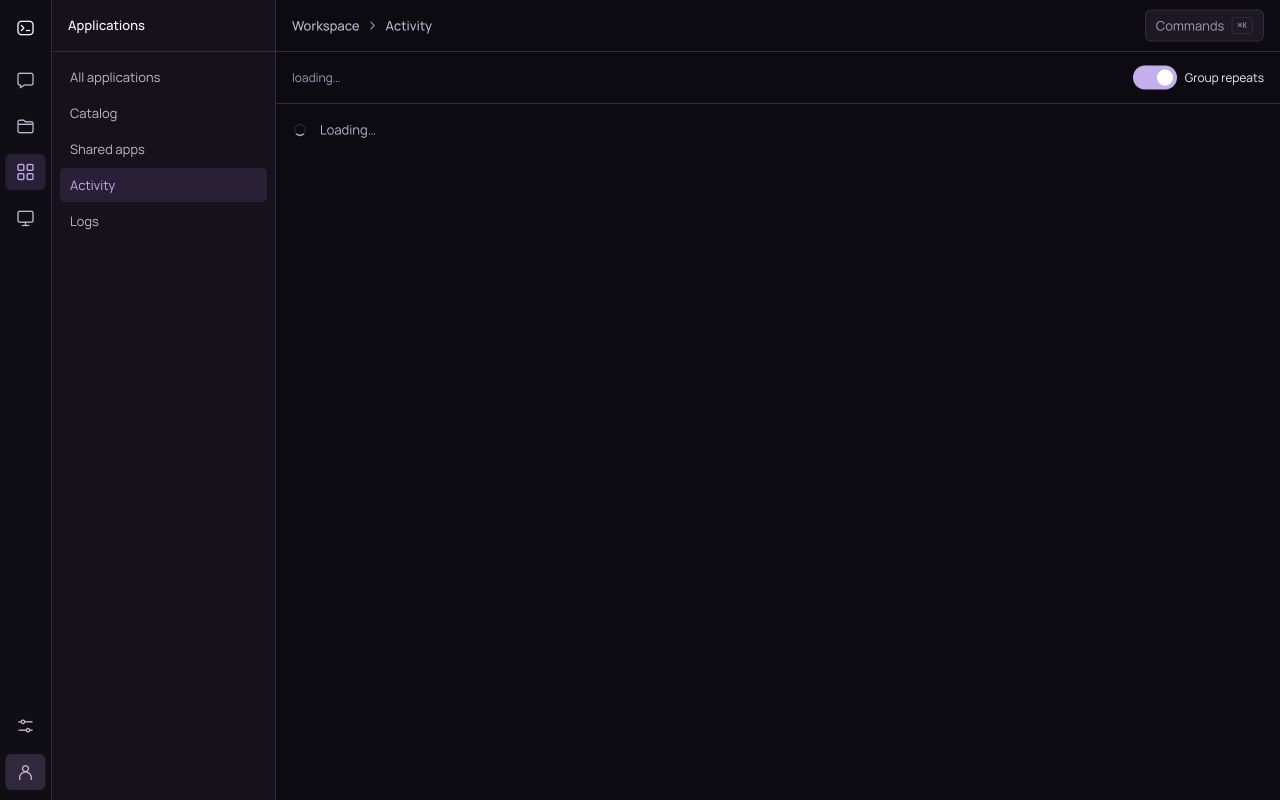 Applications
Workspace > Activity
Commands ⌘K
All applications
Catalog
Shared apps
Activity
Logs
loading…
Group repeats
Loading…